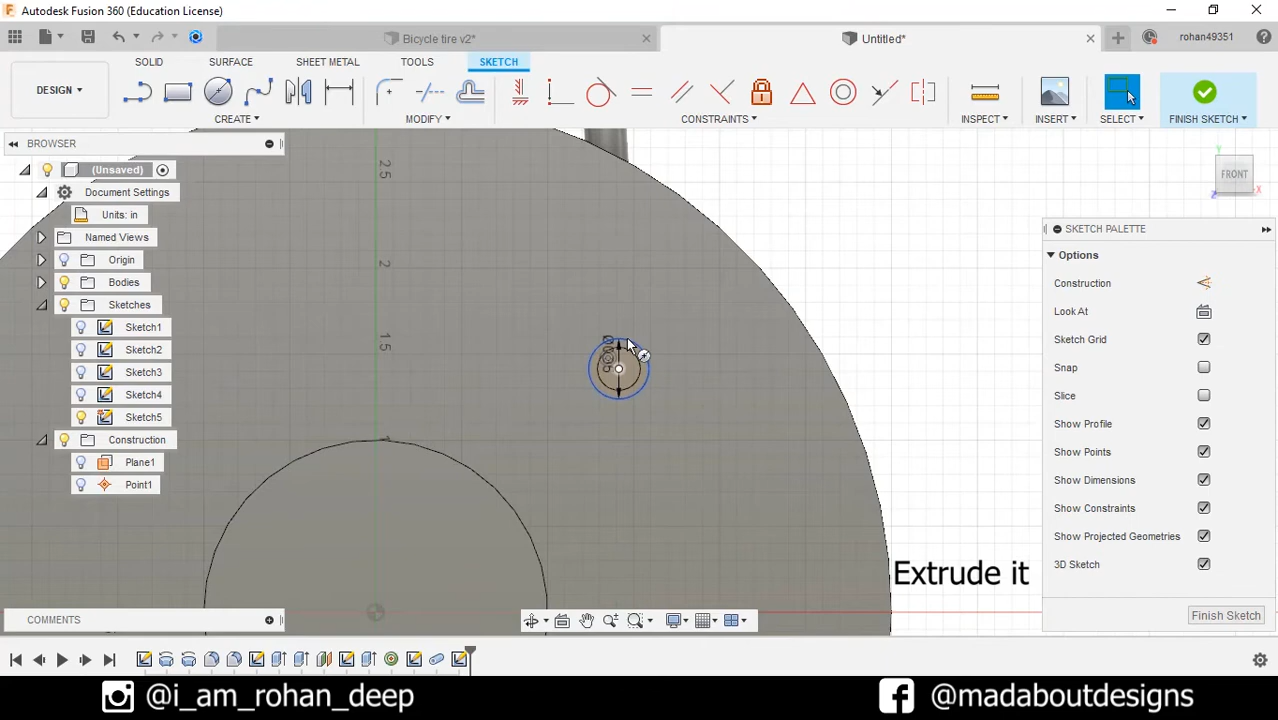 Autodesk Fusion 360 (Education License)
Bicycle tire v2*
Untitled*
rohan49351
SOLID SURFACE SHEET METAL TOOLS SKETCH
DESIGN
CREATE MODIFY CONSTRAINTS INSPECT INSERT SELECT FINISH SKETCH
BROWSER
(Unsaved)
Document Settings
Units: in
Named Views
Origin
Bodies
Sketches
Sketch1
Sketch2
Sketch3
Sketch4
Sketch5
Construction
Plane1
Point1
2.5
2
1.5
1
FRONT
Y
X
Z
SKETCH PALETTE
Options
Construction
Look At
Sketch Grid
Snap
Slice
Show Profile
Show Points
Show Dimensions
Show Constraints
Show Projected Geometries
3D Sketch
Finish Sketch
Extrude it
COMMENTS
@i_am_rohan_deep
@madaboutdesigns